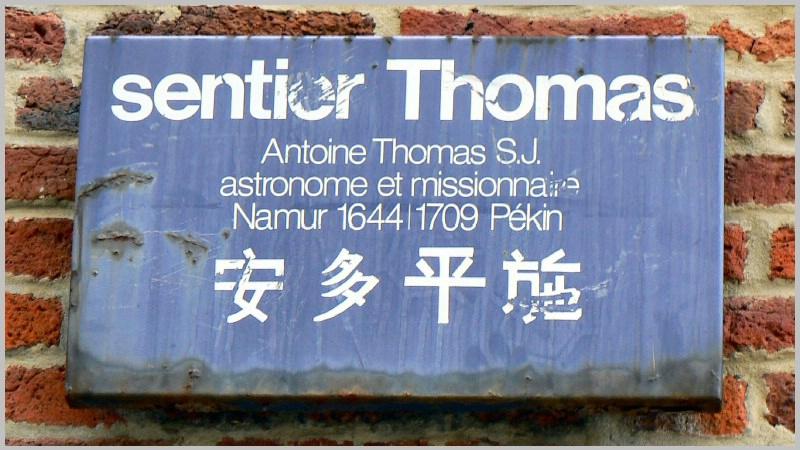 sentier Thomas
Antoine Thomas S.J.
astronome et missionnaire
Namur 1644|1709 Pékin
安多平施